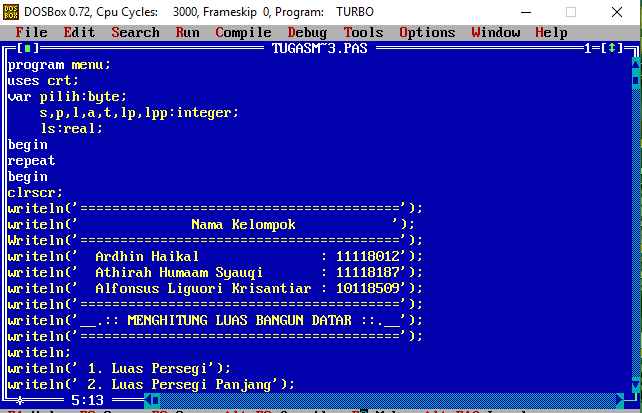 DOSBox 0.72, Cpu Cycles: 3000, Frameskip 0, Program: TURBO
File Edit Search Run Compile Debug Tools Options Window Help
TUGASM~3.PAS 1=[↕]
program menu;
uses crt;
var pilih:byte;
s,p,l,a,t,lp,lpp:integer;
ls:real;
begin
repeat
begin
clrscr;
writeln('=========================================');
writeln(' Nama Kelompok ');
Writeln('=========================================');
writeln(' Ardhin Haikal : 11118012');
writeln(' Athirah Humaam Syauqi : 11118187');
writeln(' Alfonsus Liguori Krisantiar : 10118509');
writeln('=========================================');
writeln('__.:: MENGHITUNG LUAS BANGUN DATAR ::.__');
writeln('=========================================');
writeln;
writeln(' 1. Luas Persegi');
writeln(' 2. Luas Persegi Panjang');
5:13